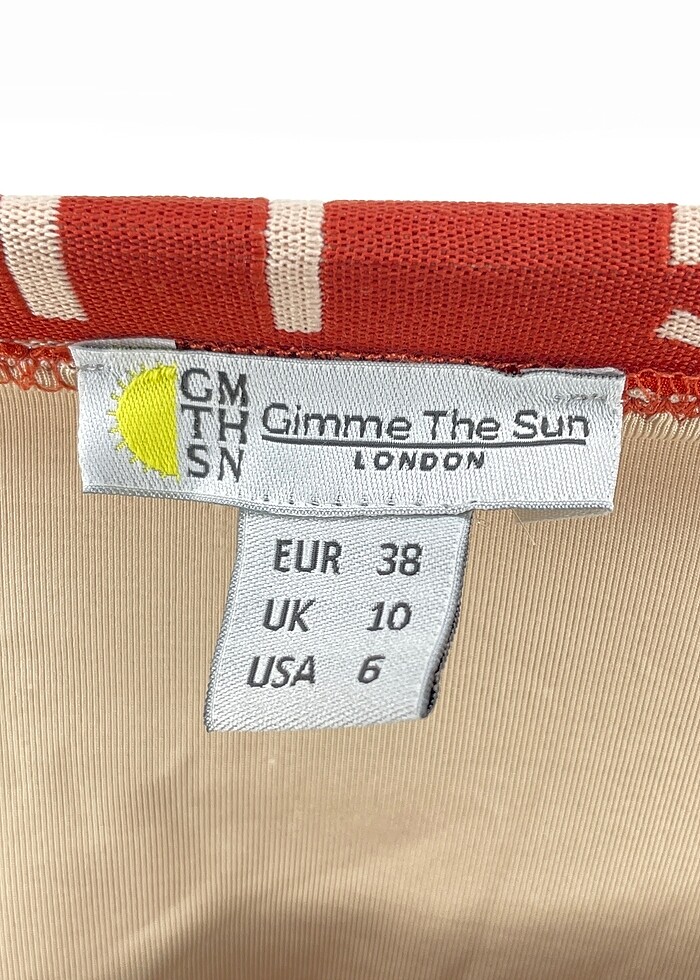 GM
TH
SN
Gimme The Sun
LONDON
EUR 38
UK 10
USA 6